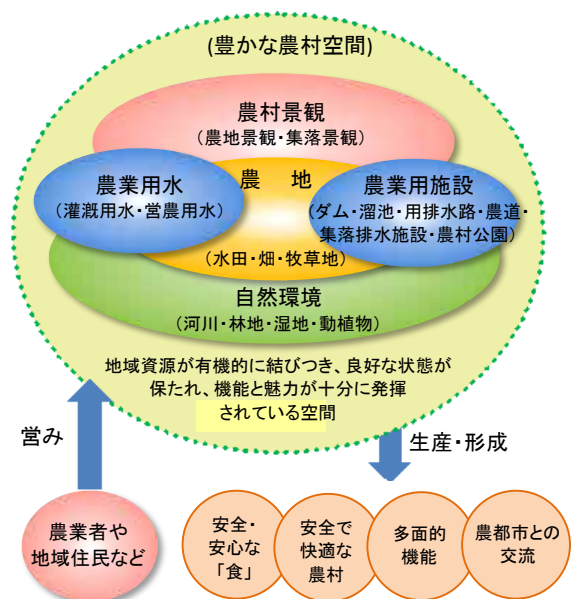 (豊かな農村空間)
農村景観
(農地景観・集落景観)
農業用水
(灌漑用水・営農用水)
農　地
(水田・畑・牧草地)
農業用施設
(ダム・溜池・用排水路・農道・
集落排水施設・農村公園)
自然環境
(河川・林地・湿地・動植物)
地域資源が有機的に結びつき、良好な状態が
保たれ、機能と魅力が十分に発揮
されている空間
営み
生産・形成
農業者や
地域住民など
安全・
安心な
「食」
安全で
快適な
農村
多面的
機能
農都市との
交流